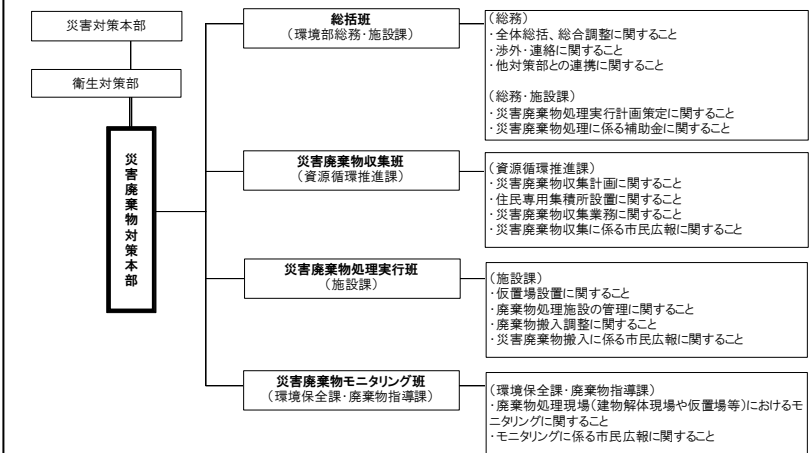 災害対策本部
衛生対策部
災害廃棄物対策本部
総括班
(環境部総務・施設課)
(総務)
・全体総括、総合調整に関すること
・渉外・連絡に関すること
・他対策部との連携に関すること
(総務・施設課)
・災害廃棄物処理実行計画策定に関すること
・災害廃棄物処理に係る補助金に関すること
災害廃棄物収集班
(資源循環推進課)
(資源循環推進課)
・災害廃棄物収集計画に関すること
・住民専用集積所設置に関すること
・災害廃棄物収集業務に関すること
・災害廃棄物収集に係る市民広報に関すること
災害廃棄物処理実行班
(施設課)
(施設課)
・仮置場設置に関すること
・廃棄物処理施設の管理に関すること
・廃棄物搬入調整に関すること
・災害廃棄物搬入に係る市民広報に関すること
災害廃棄物モニタリング班
(環境保全課・廃棄物指導課)
(環境保全課・廃棄物指導課)
・廃棄物処理現場(建物解体現場や仮置場等)におけるモ
ニタリングに関すること
・モニタリングに係る市民広報に関すること